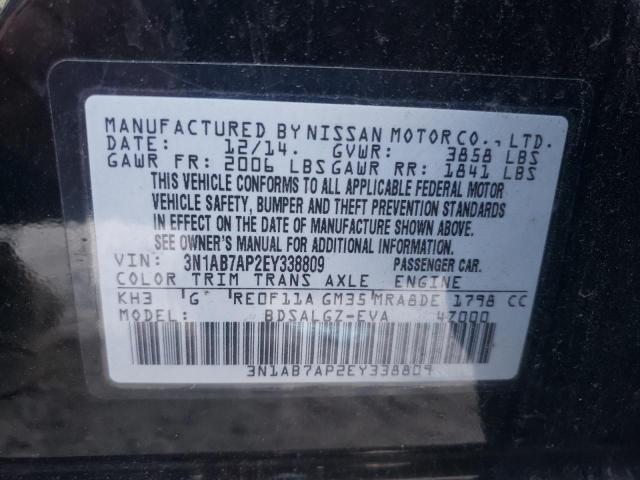 MANUFACTURED BY NISSAN MOTOR CO., LTD.
DATE: 12/14. GVWR: 3858 LBS
GAWR FR: 2006 LBS GAWR RR: 1841 LBS
THIS VEHICLE CONFORMS TO ALL APPLICABLE FEDERAL MOTOR
VEHICLE SAFETY, BUMPER AND THEFT PREVENTION STANDARDS
IN EFFECT ON THE DATE OF MANUFACTURE SHOWN ABOVE.
SEE OWNER'S MANUAL FOR ADDITIONAL INFORMATION.
VIN: 3N1AB7AP2EY338809 PASSENGER CAR.
COLOR TRIM TRANS AXLE ENGINE
KH3 G RE0F11A GM35 MRA8DE 1798 CC
MODEL: BDSALGZ-EVA 47000
3N1AB7AP2EY338809